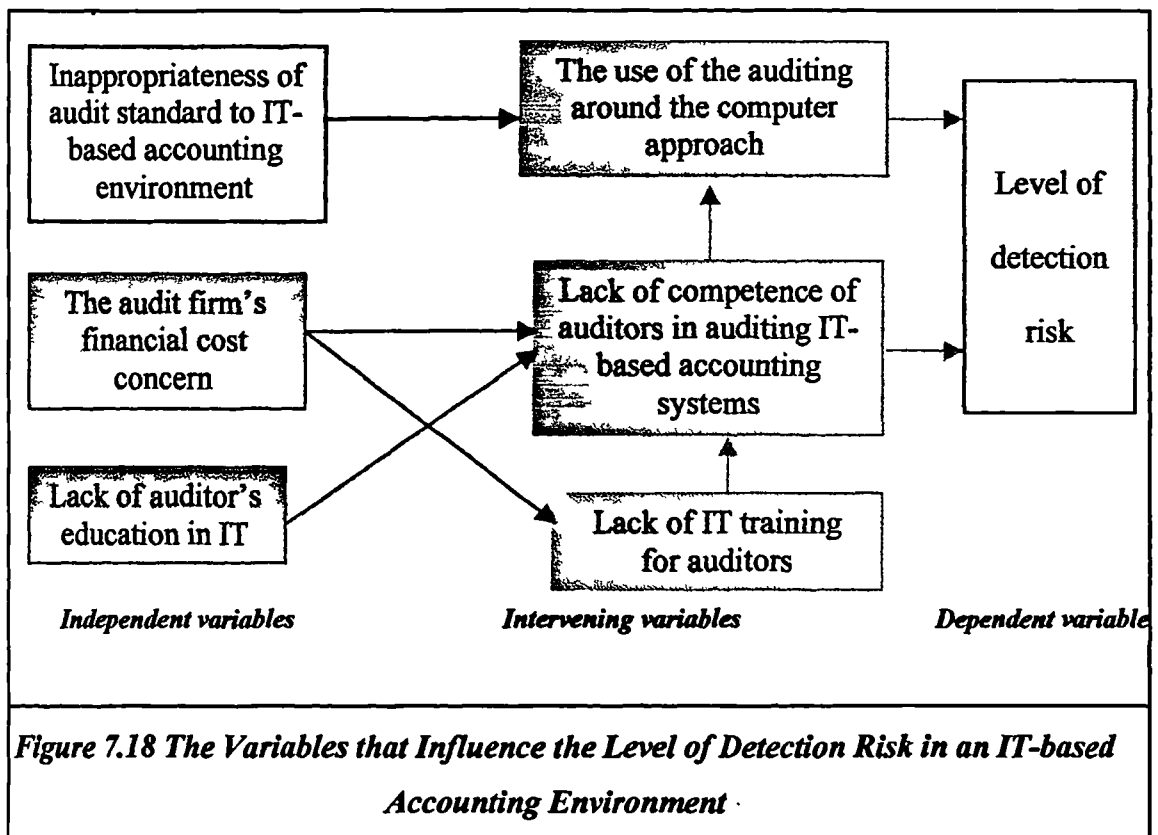 Inappropriateness of
audit standard to IT-
based accounting
environment
The use of the auditing
around the computer
approach
Level of
detection
risk
The audit firm's
financial cost
concern
Lack of competence of
auditors in auditing IT-
based accounting
systems
Lack of auditor's
education in IT
Lack of IT training
for auditors
Independent variables
Intervening variables
Dependent variable
Figure 7.18 The Variables that Influence the Level of Detection Risk in an IT-based
Accounting Environment